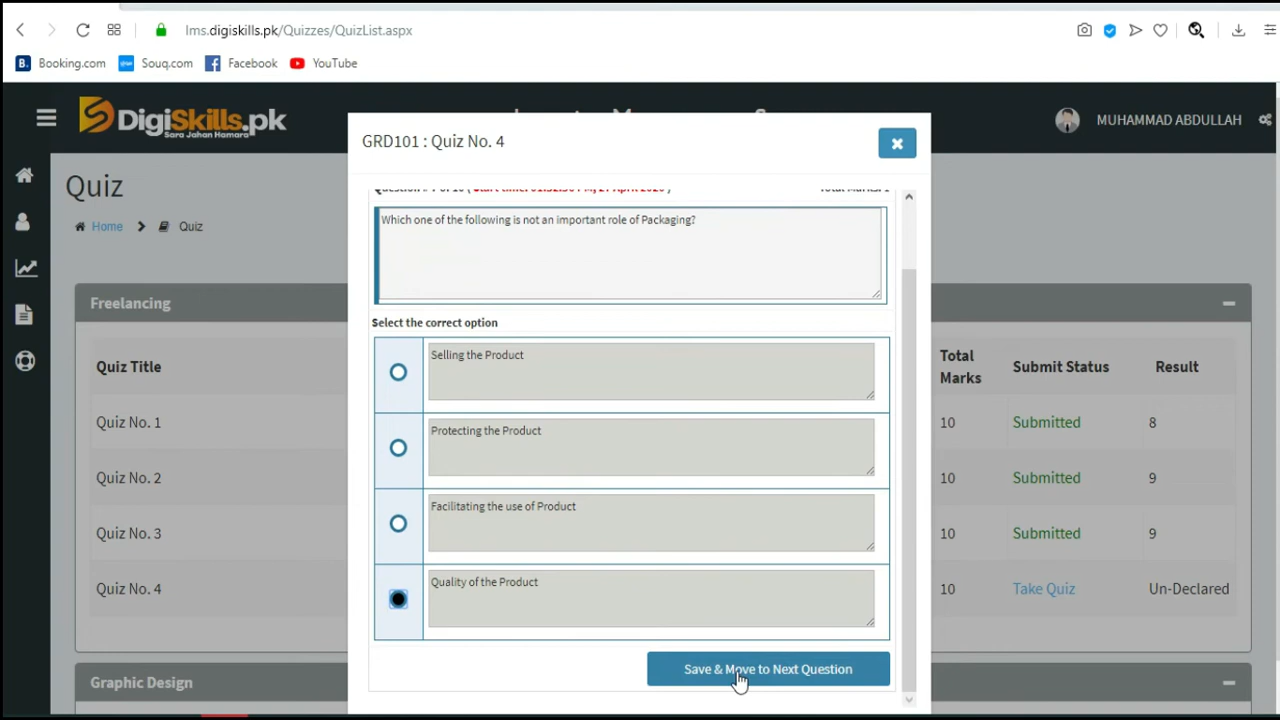 lms.digiskills.pk/Quizzes/QuizList.aspx
B. Booking.com
Souq.com
Facebook
YouTube
DigiSkills.pk
Sara Jahan Hamara
MUHAMMAD ABDULLAH
GRD101 : Quiz No. 4
Quiz
Home
Quiz
Which one of the following is not an important role of Packaging?
Select the correct option
Selling the Product
Protecting the Product
Facilitating the use of Product
Quality of the Product
Save & Move to Next Question
Freelancing
Quiz Title
Total Marks
Submit Status
Result
Quiz No. 1
10
Submitted
8
Quiz No. 2
10
Submitted
9
Quiz No. 3
10
Submitted
9
Quiz No. 4
10
Take Quiz
Un-Declared
Graphic Design